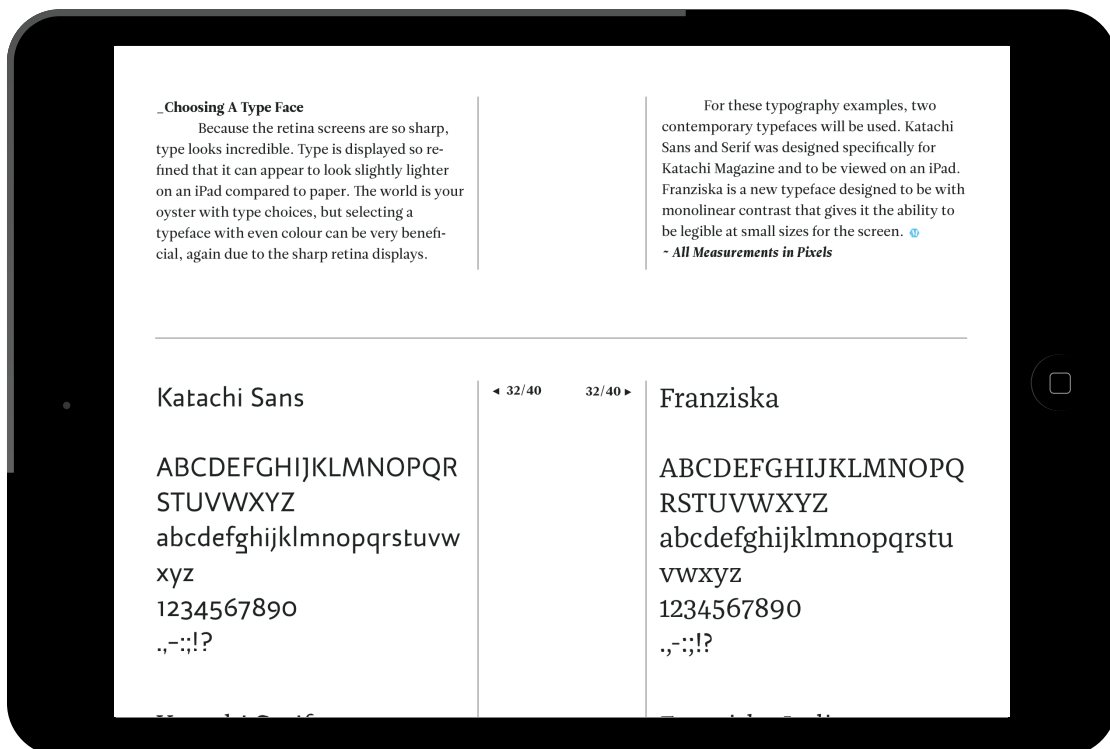 _Choosing A Type Face
Because the retina screens are so sharp,
type looks incredible. Type is displayed so re-
fined that it can appear to look slightly lighter
on an iPad compared to paper. The world is your
oyster with type choices, but selecting a
typeface with even colour can be very benefi-
cial, again due to the sharp retina displays.
For these typography examples, two
contemporary typefaces will be used. Katachi
Sans and Serif was designed specifically for
Katachi Magazine and to be viewed on an iPad.
Franziska is a new typeface designed to be with
monolinear contrast that gives it the ability to
be legible at small sizes for the screen.
~ All Measurements in Pixels
Katachi Sans
ABCDEFGHIJKLMNOPQR
STUVWXYZ
abcdefghijklmnopqrstuvw
xyz
1234567890
.,-:;!?
◂ 32/40
32/40 ▸
Franziska
ABCDEFGHIJKLMNOPQ
RSTUVWXYZ
abcdefghijklmnopqrstu
vwxyz
1234567890
.,-:;!?